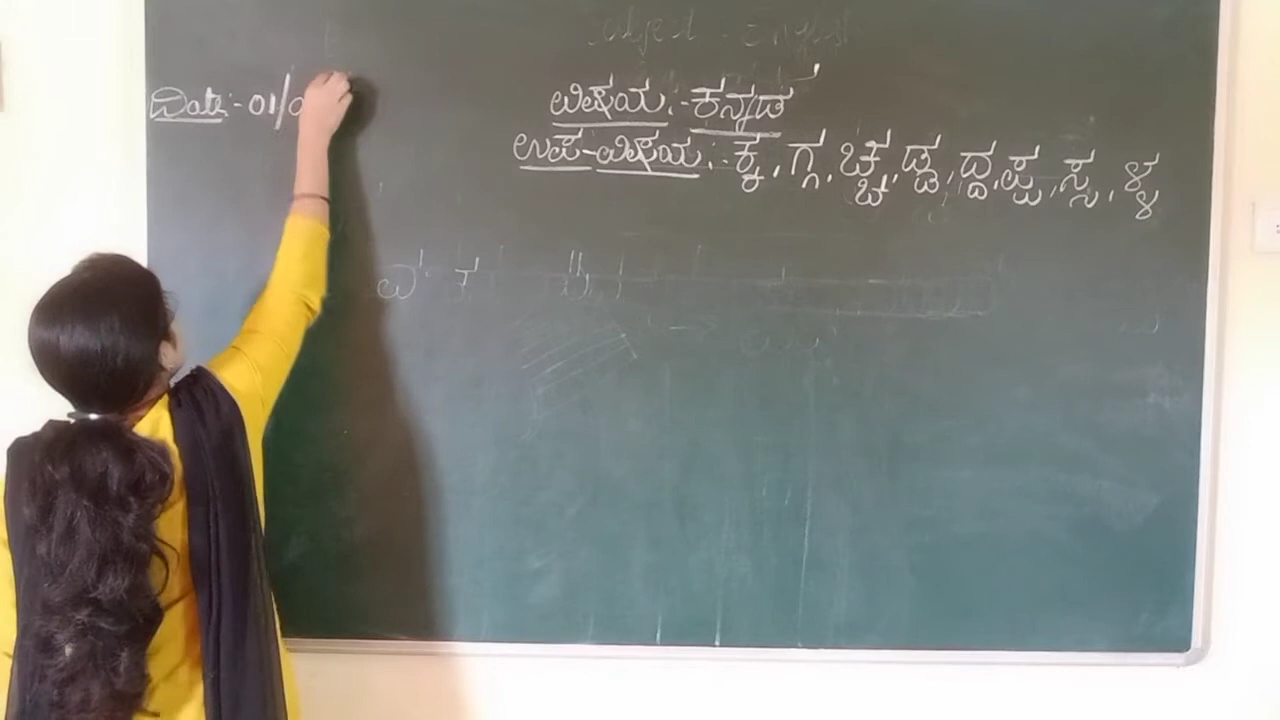 Date:- 01/0
ವಿಷಯ:- ಕನ್ನಡ
ಉಪ-ವಿಷಯ:- ಕ್ಕ, ಗ್ಗ, ಚ್ಚ, ಡ್ಡ, ದ್ದ, ಪ್ಪ, ಸ್ಸ, ಳ್ಳ